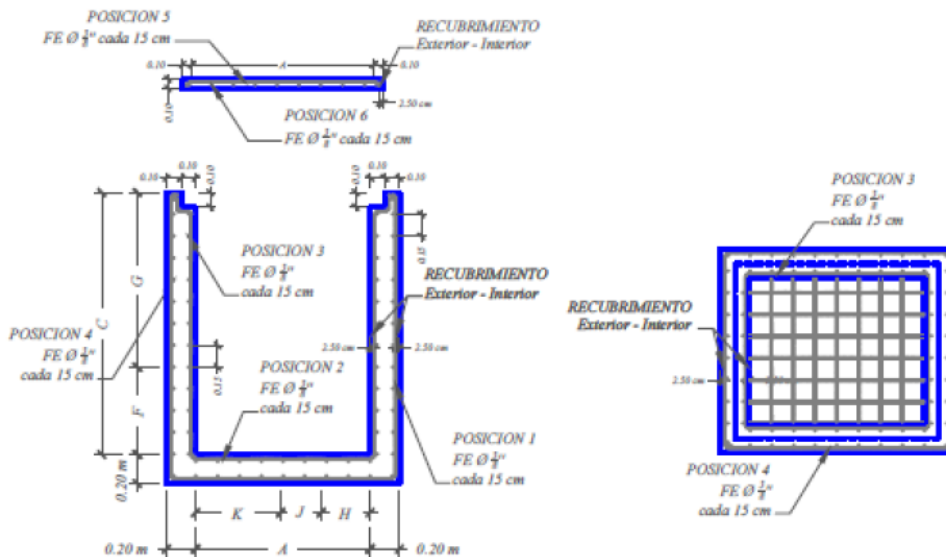 POSICION 5
FE Ø 3/8" cada 15 cm
RECUBRIMIENTO
Exterior - Interior
0.10
A
0.10
0.10
2.50 cm
POSICION 6
FE Ø 3/8" cada 15 cm
0.10
0.10
0.10
0.10
0.10
0.10
POSICION 3
FE Ø 3/8"
cada 15 cm
0.15
RECUBRIMIENTO
Exterior - Interior
G
C
POSICION 4
FE Ø 3/8"
cada 15 cm
2.50 cm
2.50 cm
0.15
POSICION 2
FE Ø 3/8"
cada 15 cm
F
POSICION 1
FE Ø 3/8"
cada 15 cm
0.20 m
K
J
H
0.20 m
A
0.20 m
POSICION 3
FE Ø 3/8"
cada 15 cm
RECUBRIMIENTO
Exterior - Interior
2.50 cm
POSICION 4
FE Ø 3/8"
cada 15 cm